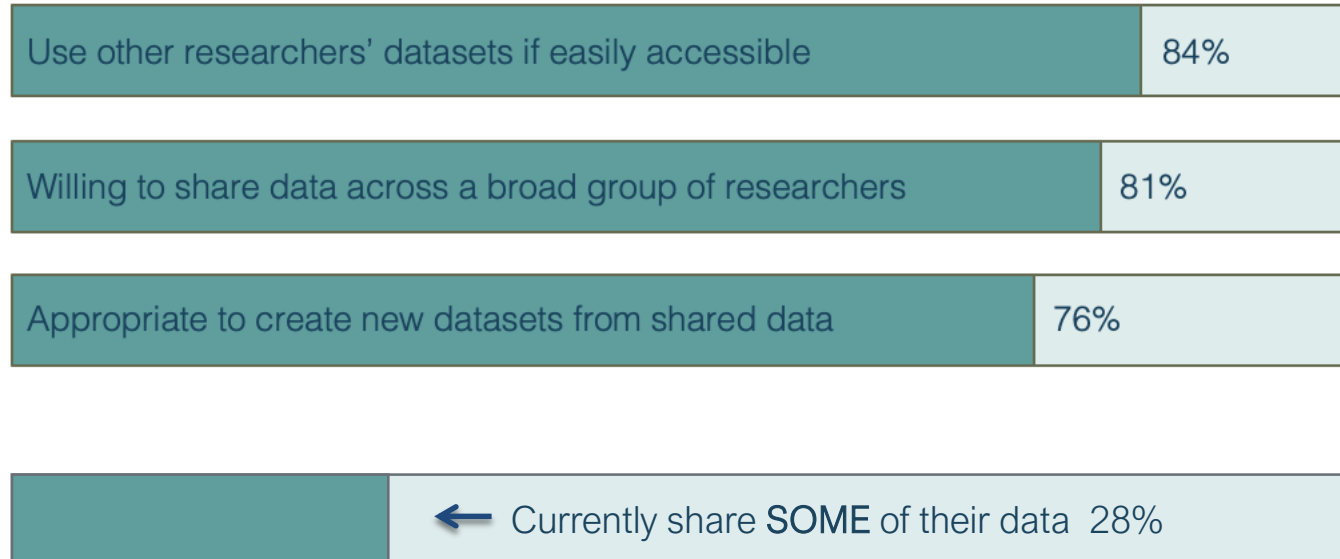 Use other researchers’ datasets if easily accessible 84%
Willing to share data across a broad group of researchers 81%
Appropriate to create new datasets from shared data 76%
Currently share SOME of their data 28%